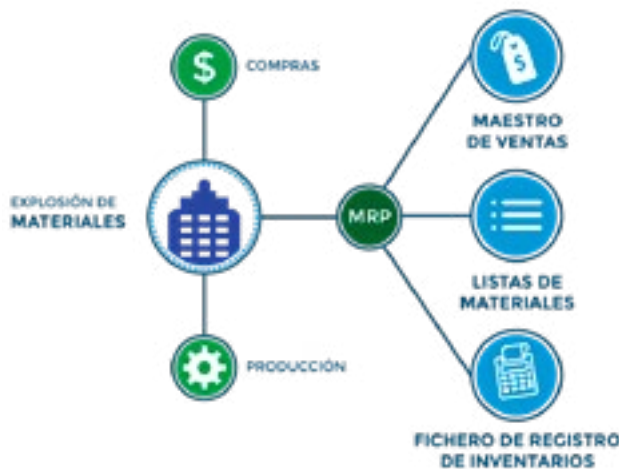 $
COMPRAS
EXPLOSIÓN DE
MATERIALES
PRODUCCIÓN
MRP
$
MAESTRO
DE VENTAS
LISTAS DE
MATERIALES
FICHERO DE REGISTRO
DE INVENTARIOS